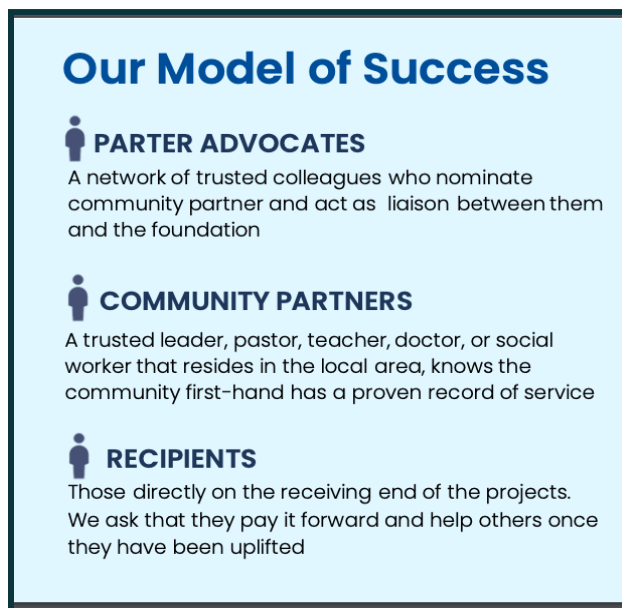 Our Model of Success
PARTER ADVOCATES
A network of trusted colleagues who nominate
community partner and act as liaison between them
and the foundation
COMMUNITY PARTNERS
A trusted leader, pastor, teacher, doctor, or social
worker that resides in the local area, knows the
community first-hand has a proven record of service
RECIPIENTS
Those directly on the receiving end of the projects.
We ask that they pay it forward and help others once
they have been uplifted